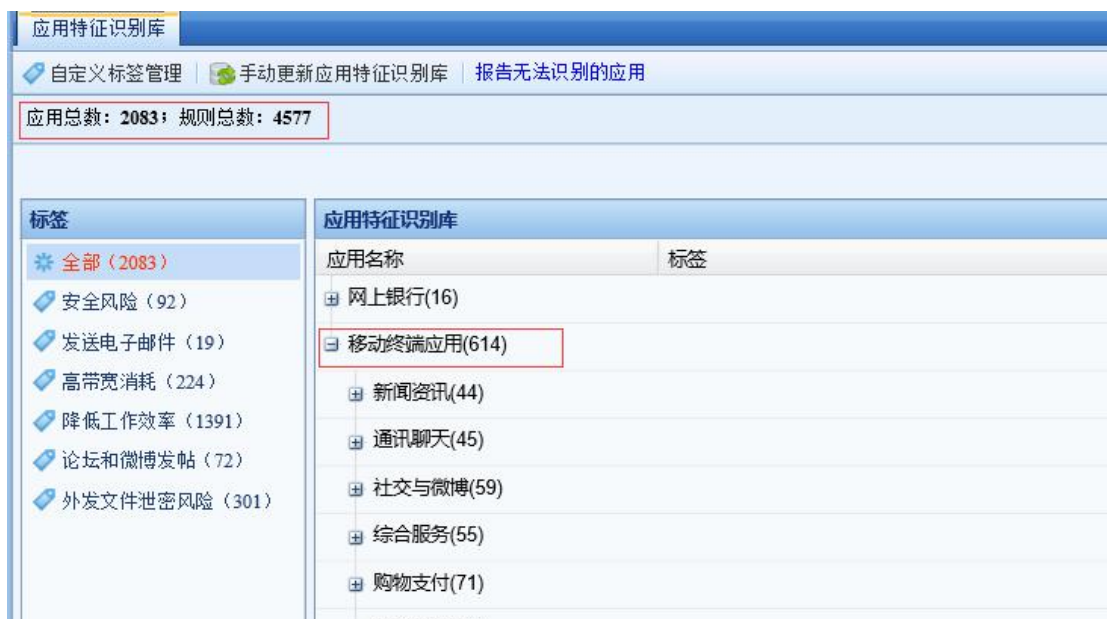 应用特征识别库
自定义标签管理 手动更新应用特征识别库 报告无法识别的应用
应用总数：2083；规则总数：4577
标签
全部（2083）
安全风险（92）
发送电子邮件（19）
高带宽消耗（224）
降低工作效率（1391）
论坛和微博发帖（72）
外发文件泄密风险（301）
应用特征识别库
应用名称 标签
网上银行(16)
移动终端应用(614)
新闻资讯(44)
通讯聊天(45)
社交与微博(59)
综合服务(55)
购物支付(71)